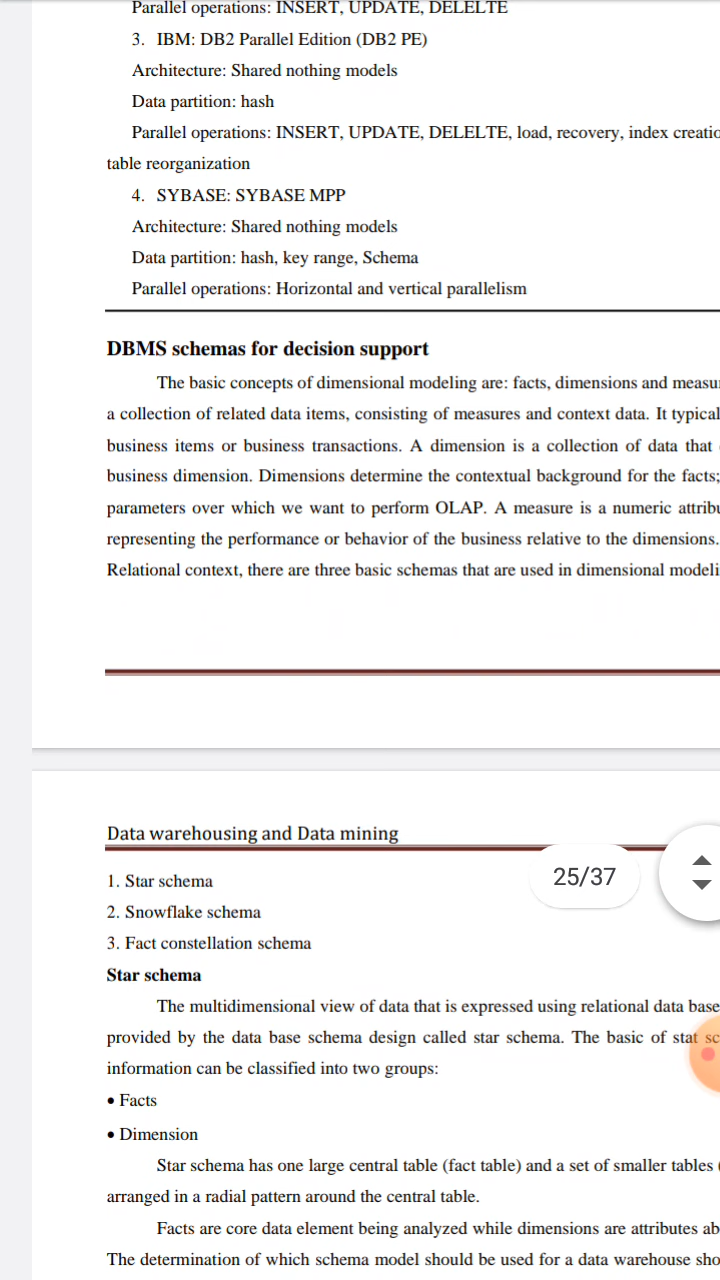 Parallel operations: INSERT, UPDATE, DELELTE
3. IBM: DB2 Parallel Edition (DB2 PE)
Architecture: Shared nothing models
Data partition: hash
Parallel operations: INSERT, UPDATE, DELELTE, load, recovery, index creatio
table reorganization
4. SYBASE: SYBASE MPP
Architecture: Shared nothing models
Data partition: hash, key range, Schema
Parallel operations: Horizontal and vertical parallelism
DBMS schemas for decision support
The basic concepts of dimensional modeling are: facts, dimensions and measu
a collection of related data items, consisting of measures and context data. It typical
business items or business transactions. A dimension is a collection of data that
business dimension. Dimensions determine the contextual background for the facts;
parameters over which we want to perform OLAP. A measure is a numeric attribu
representing the performance or behavior of the business relative to the dimensions.
Relational context, there are three basic schemas that are used in dimensional modeli
Data warehousing and Data mining
25/37
1. Star schema
2. Snowflake schema
3. Fact constellation schema
Star schema
The multidimensional view of data that is expressed using relational data base
provided by the data base schema design called star schema. The basic of stat sc
information can be classified into two groups:
• Facts
• Dimension
Star schema has one large central table (fact table) and a set of smaller tables (
arranged in a radial pattern around the central table.
Facts are core data element being analyzed while dimensions are attributes ab
The determination of which schema model should be used for a data warehouse sho